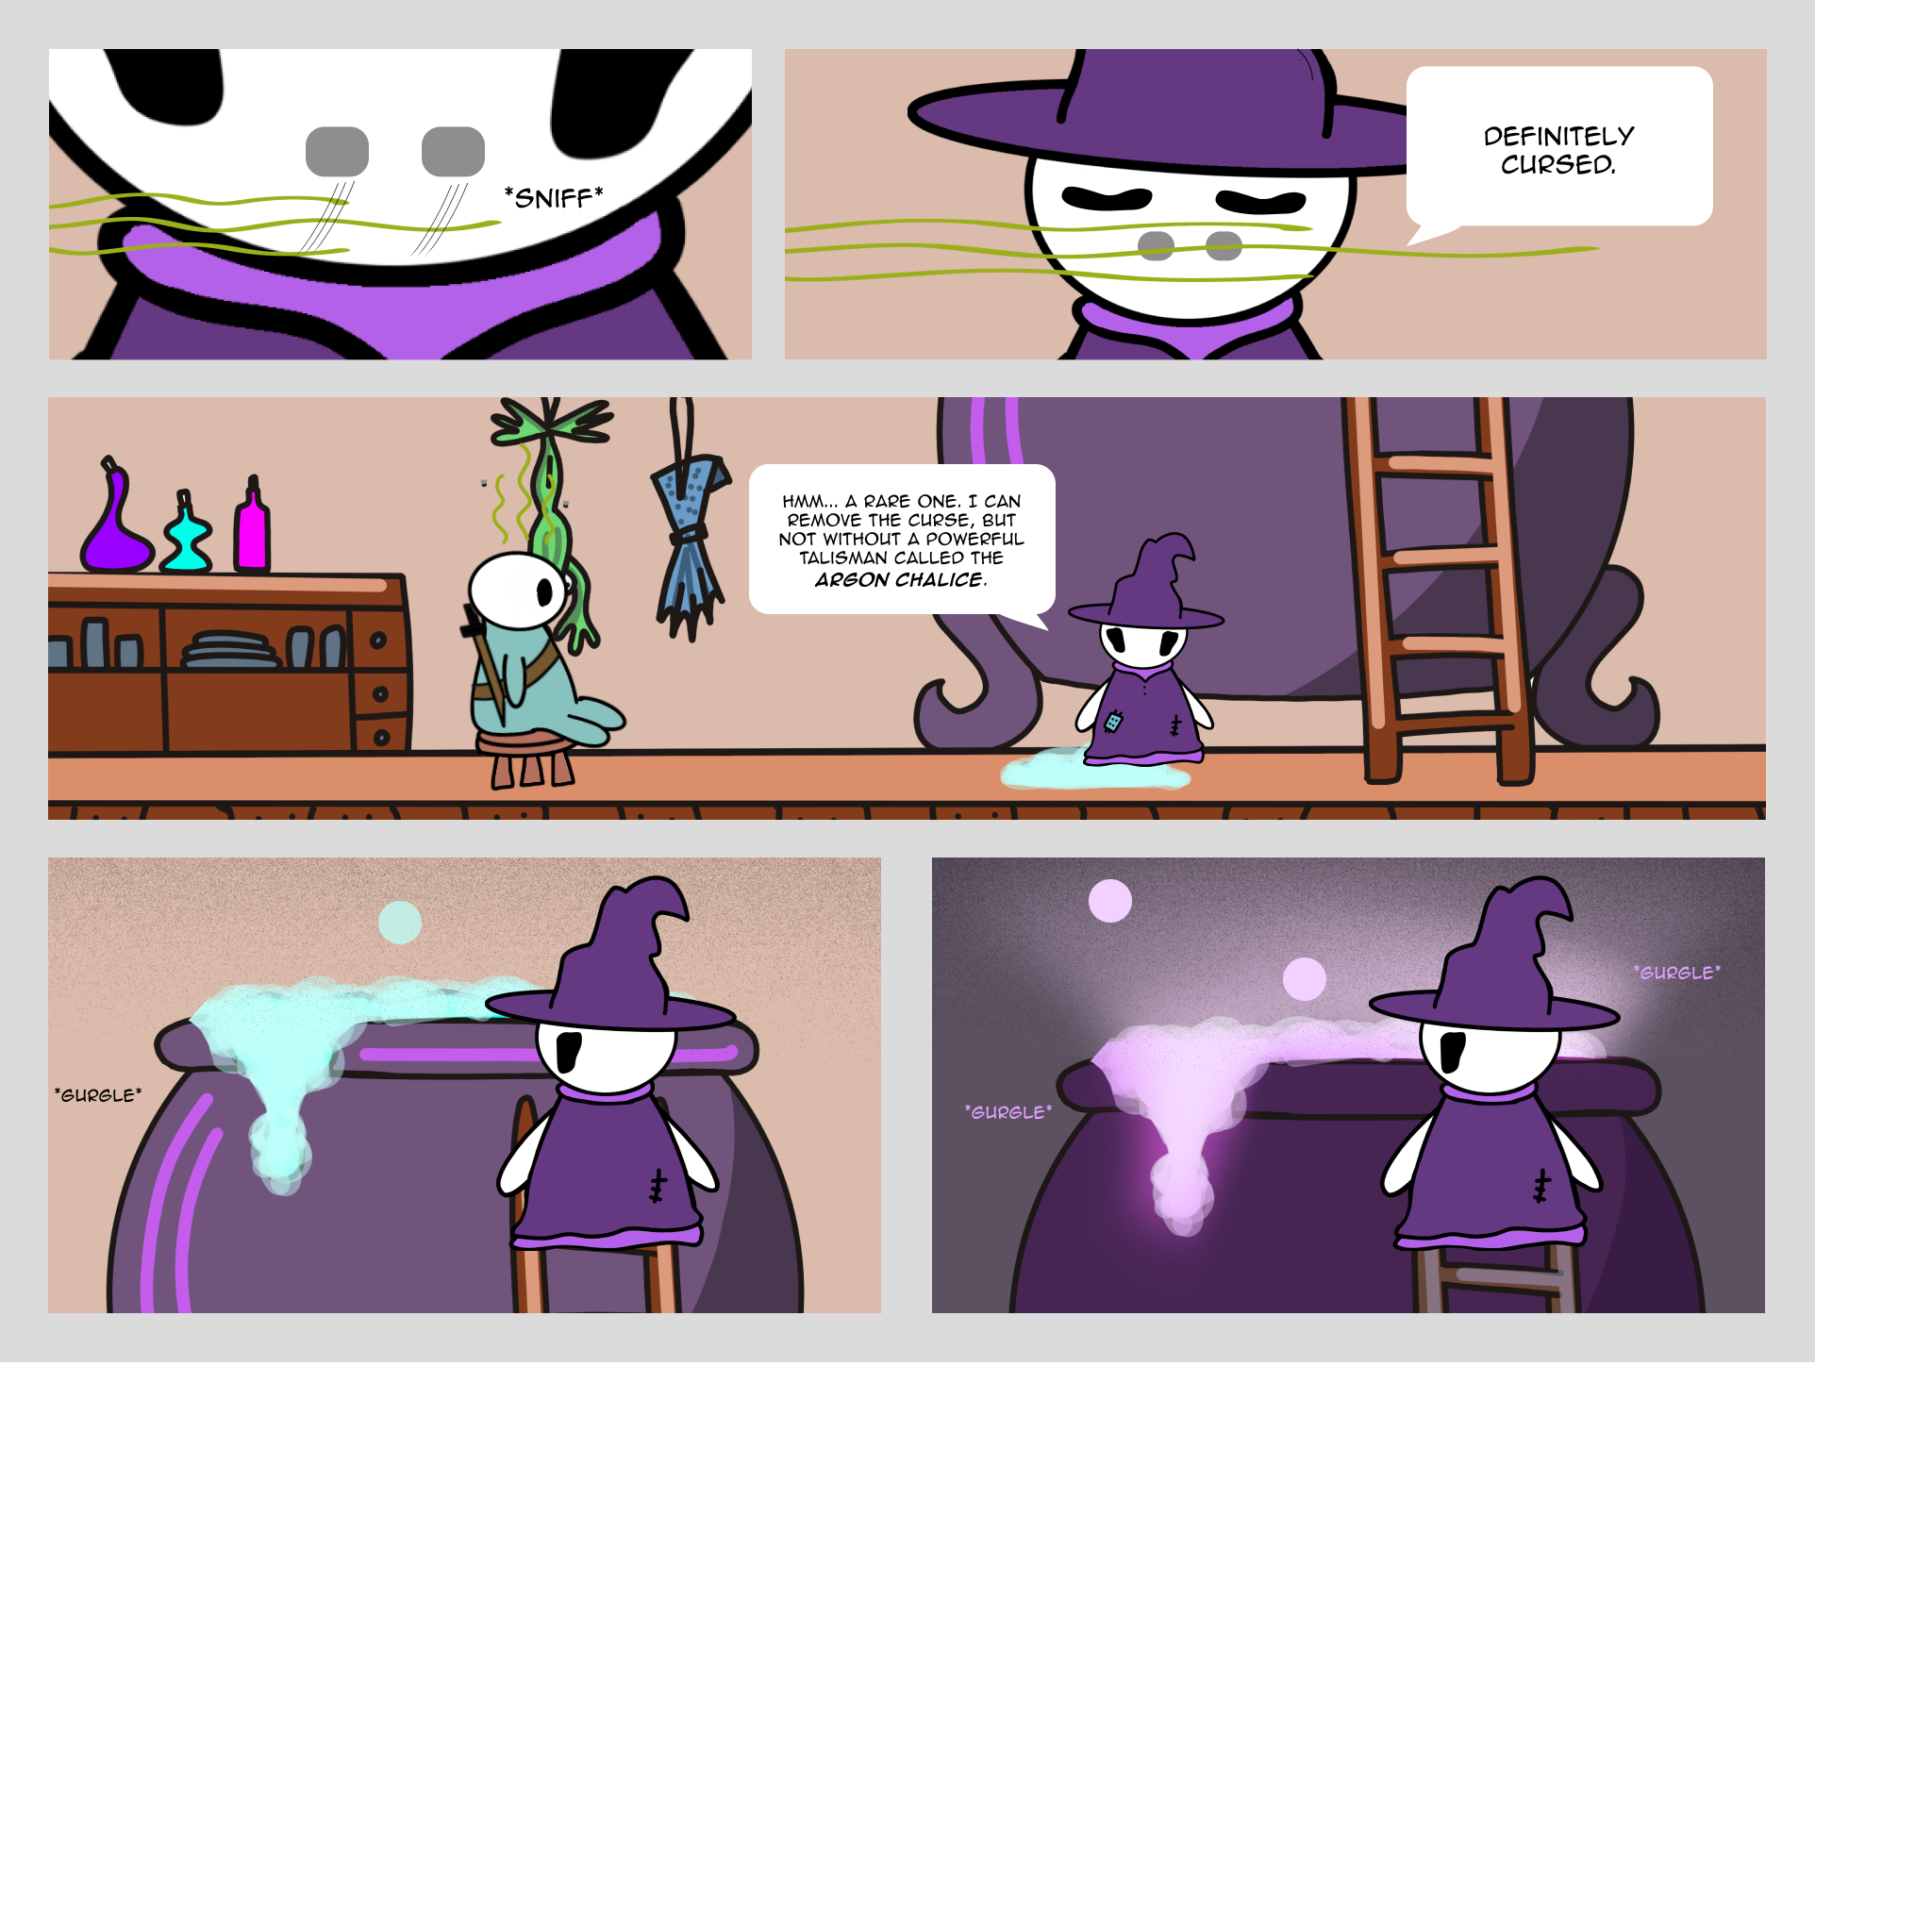 *SNIFF*
DEFINITELY
CURSED.
HMM... A RARE ONE. I CAN
REMOVE THE CURSE, BUT
NOT WITHOUT A POWERFUL
TALISMAN CALLED THE
ARGON CHALICE.
*GURGLE*
*GURGLE*
*GURGLE*